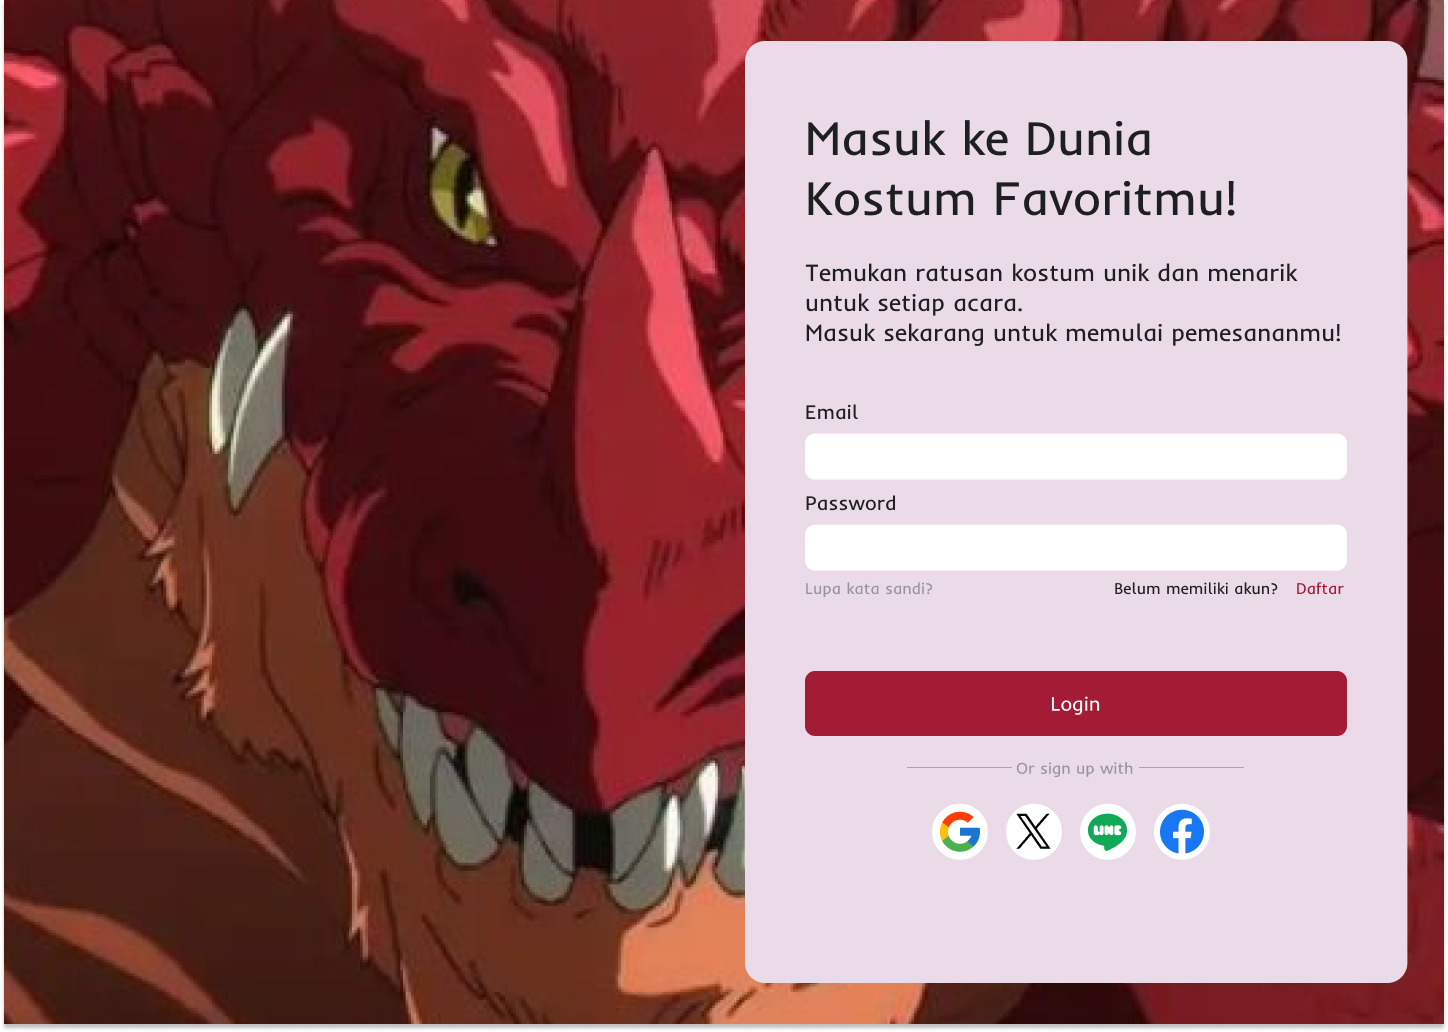 Masuk ke Dunia
Kostum Favoritmu!
Temukan ratusan kostum unik dan menarik
untuk setiap acara.
Masuk sekarang untuk memulai pemesananmu!
Email
Password
Lupa kata sandi? Belum memiliki akun? Daftar
Login
Or sign up with
LINE